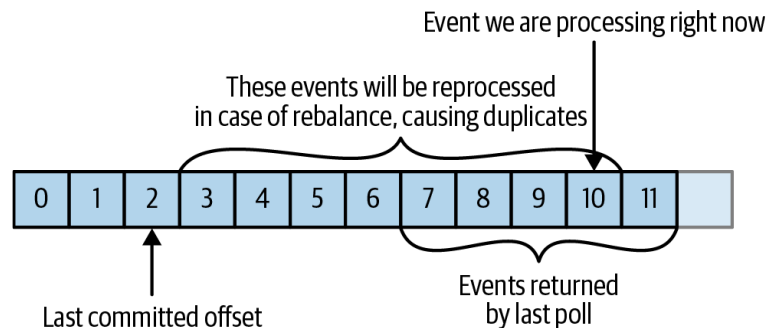 Event we are processing right now
These events will be reprocessed
in case of rebalance, causing duplicates
0 1 2 3 4 5 6 7 8 9 10 11
Last committed offset
Events returned
by last poll